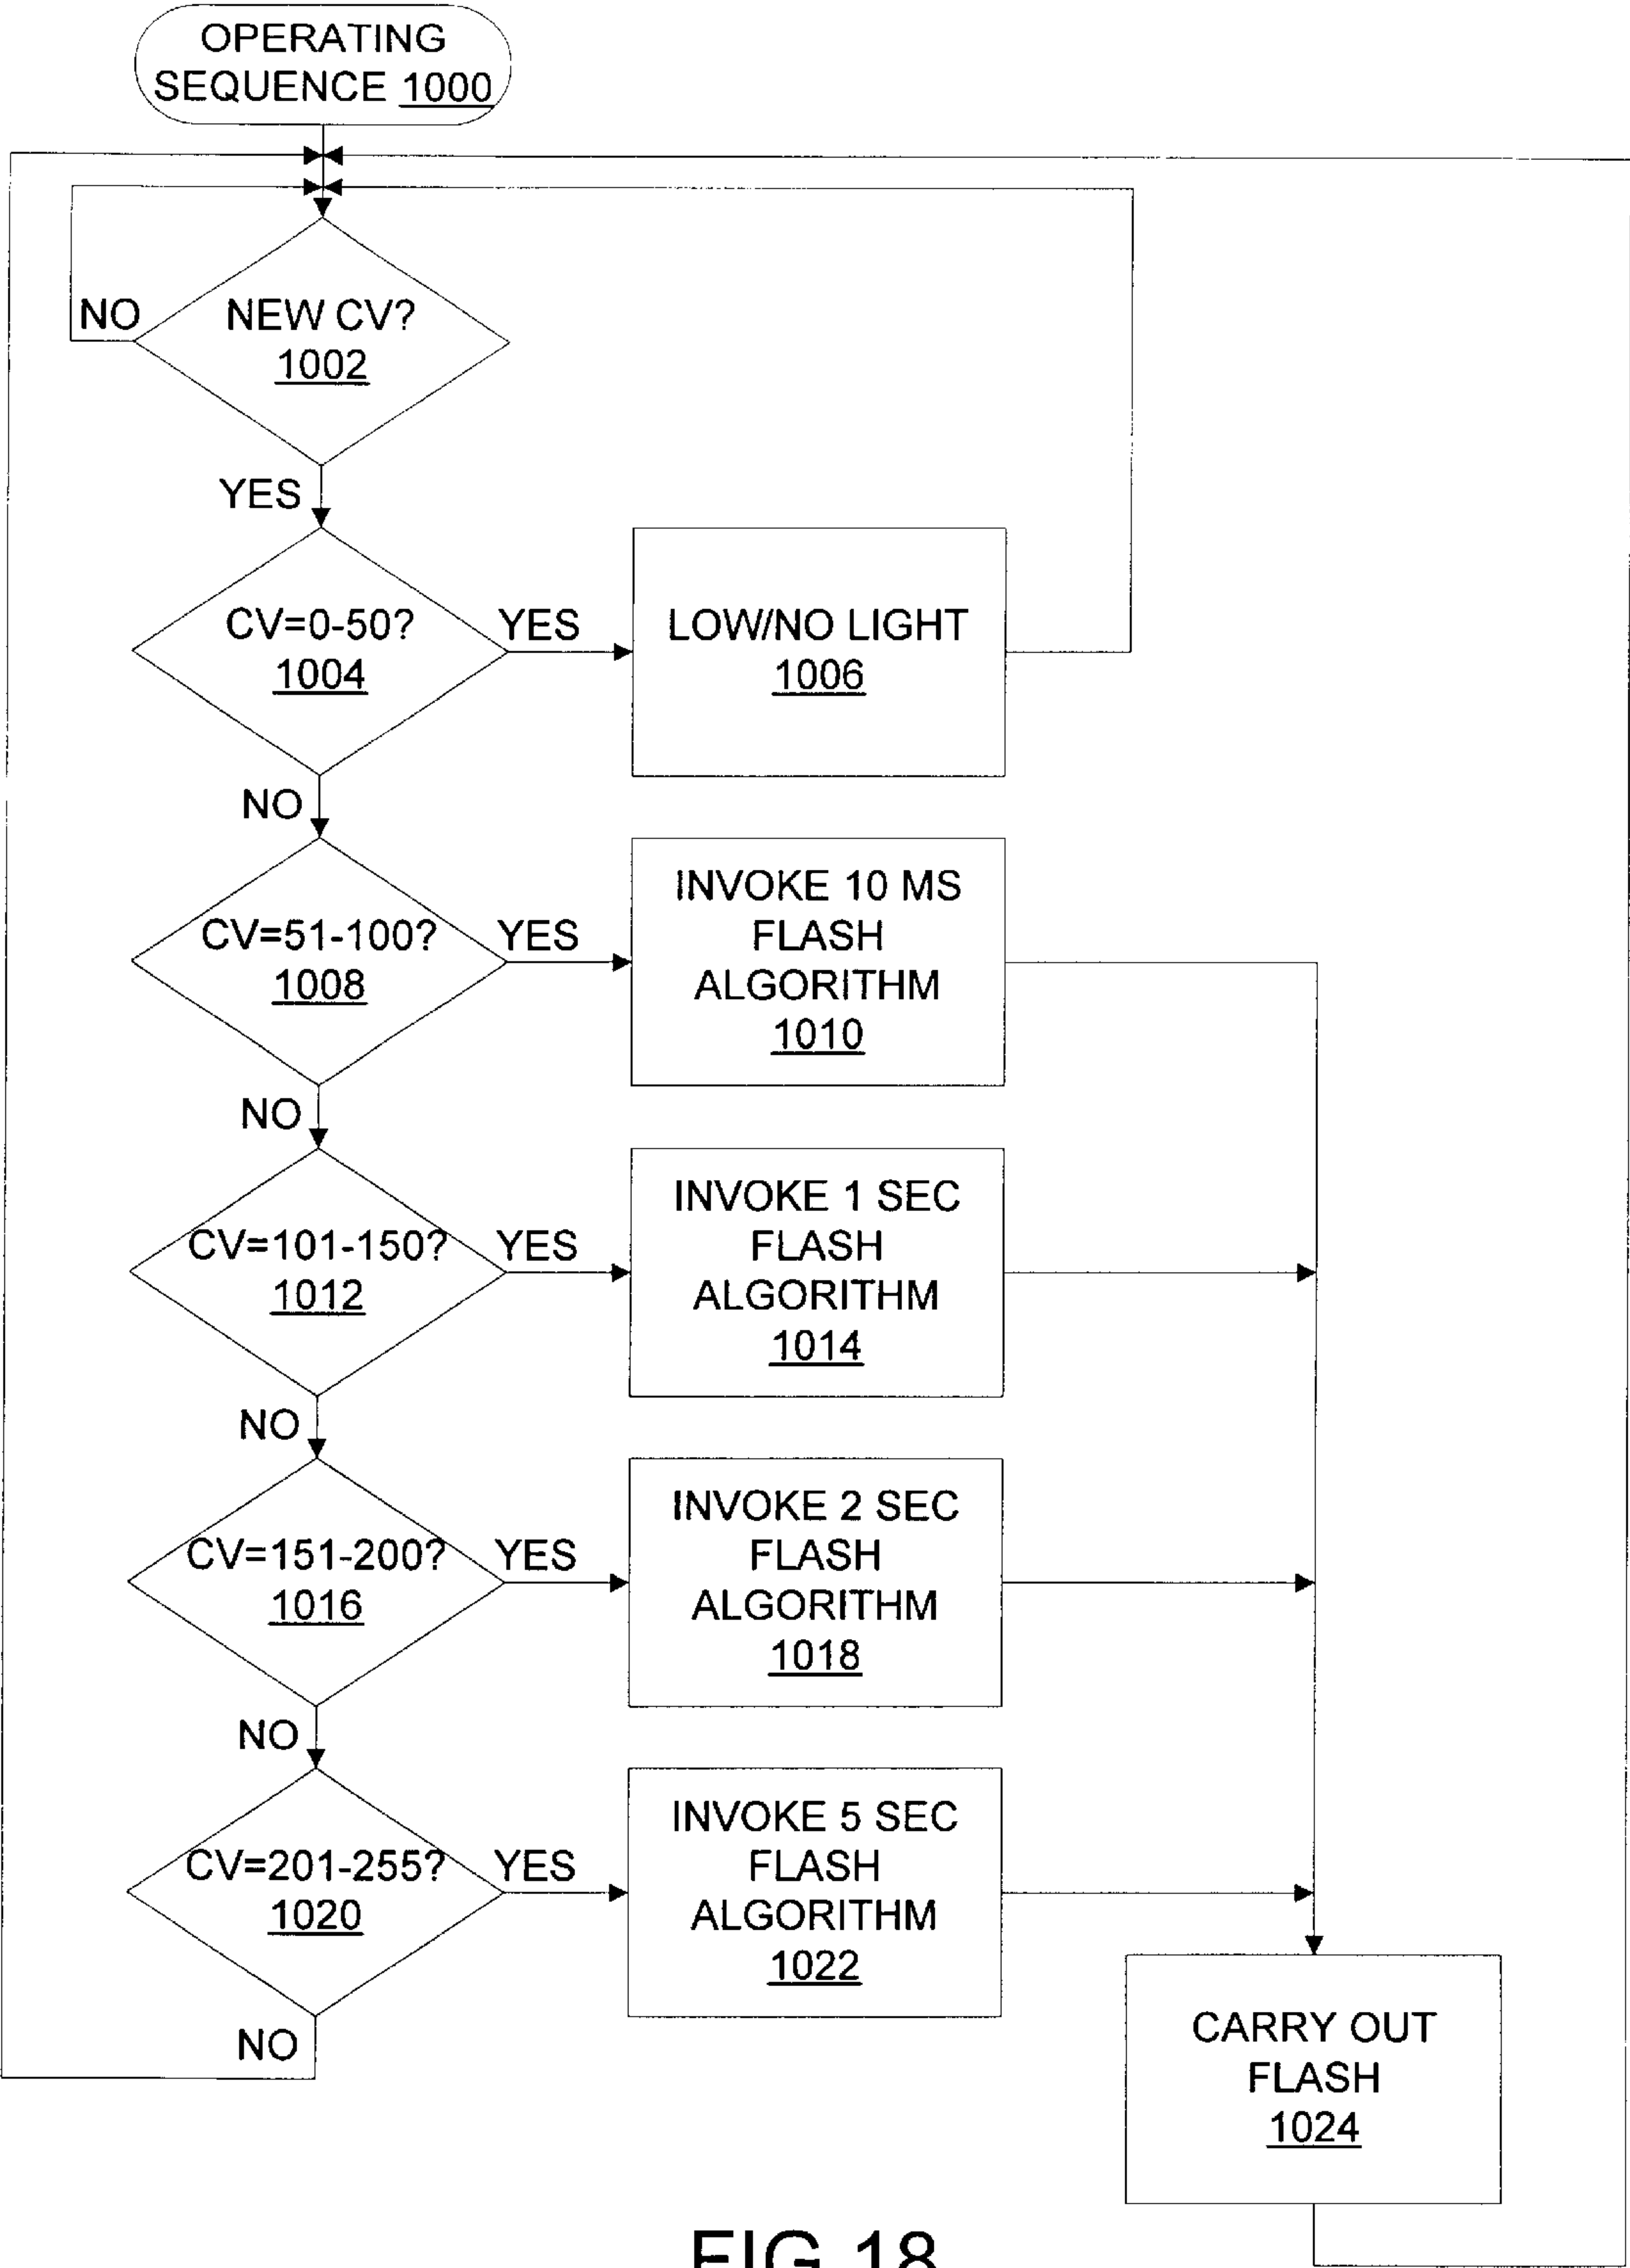 OPERATING
SEQUENCE 1000
NO
NEW CV?
1002
YES
CV=0-50?
1004
YES
LOW/NO LIGHT
1006
NO
CV=51-100?
1008
YES
INVOKE 10 MS
FLASH
ALGORITHM
1010
NO
CV=101-150?
1012
YES
INVOKE 1 SEC
FLASH
ALGORITHM
1014
NO
CV=151-200?
1016
YES
INVOKE 2 SEC
FLASH
ALGORITHM
1018
NO
CV=201-255?
1020
YES
INVOKE 5 SEC
FLASH
ALGORITHM
1022
NO
CARRY OUT
FLASH
1024
FIG 18